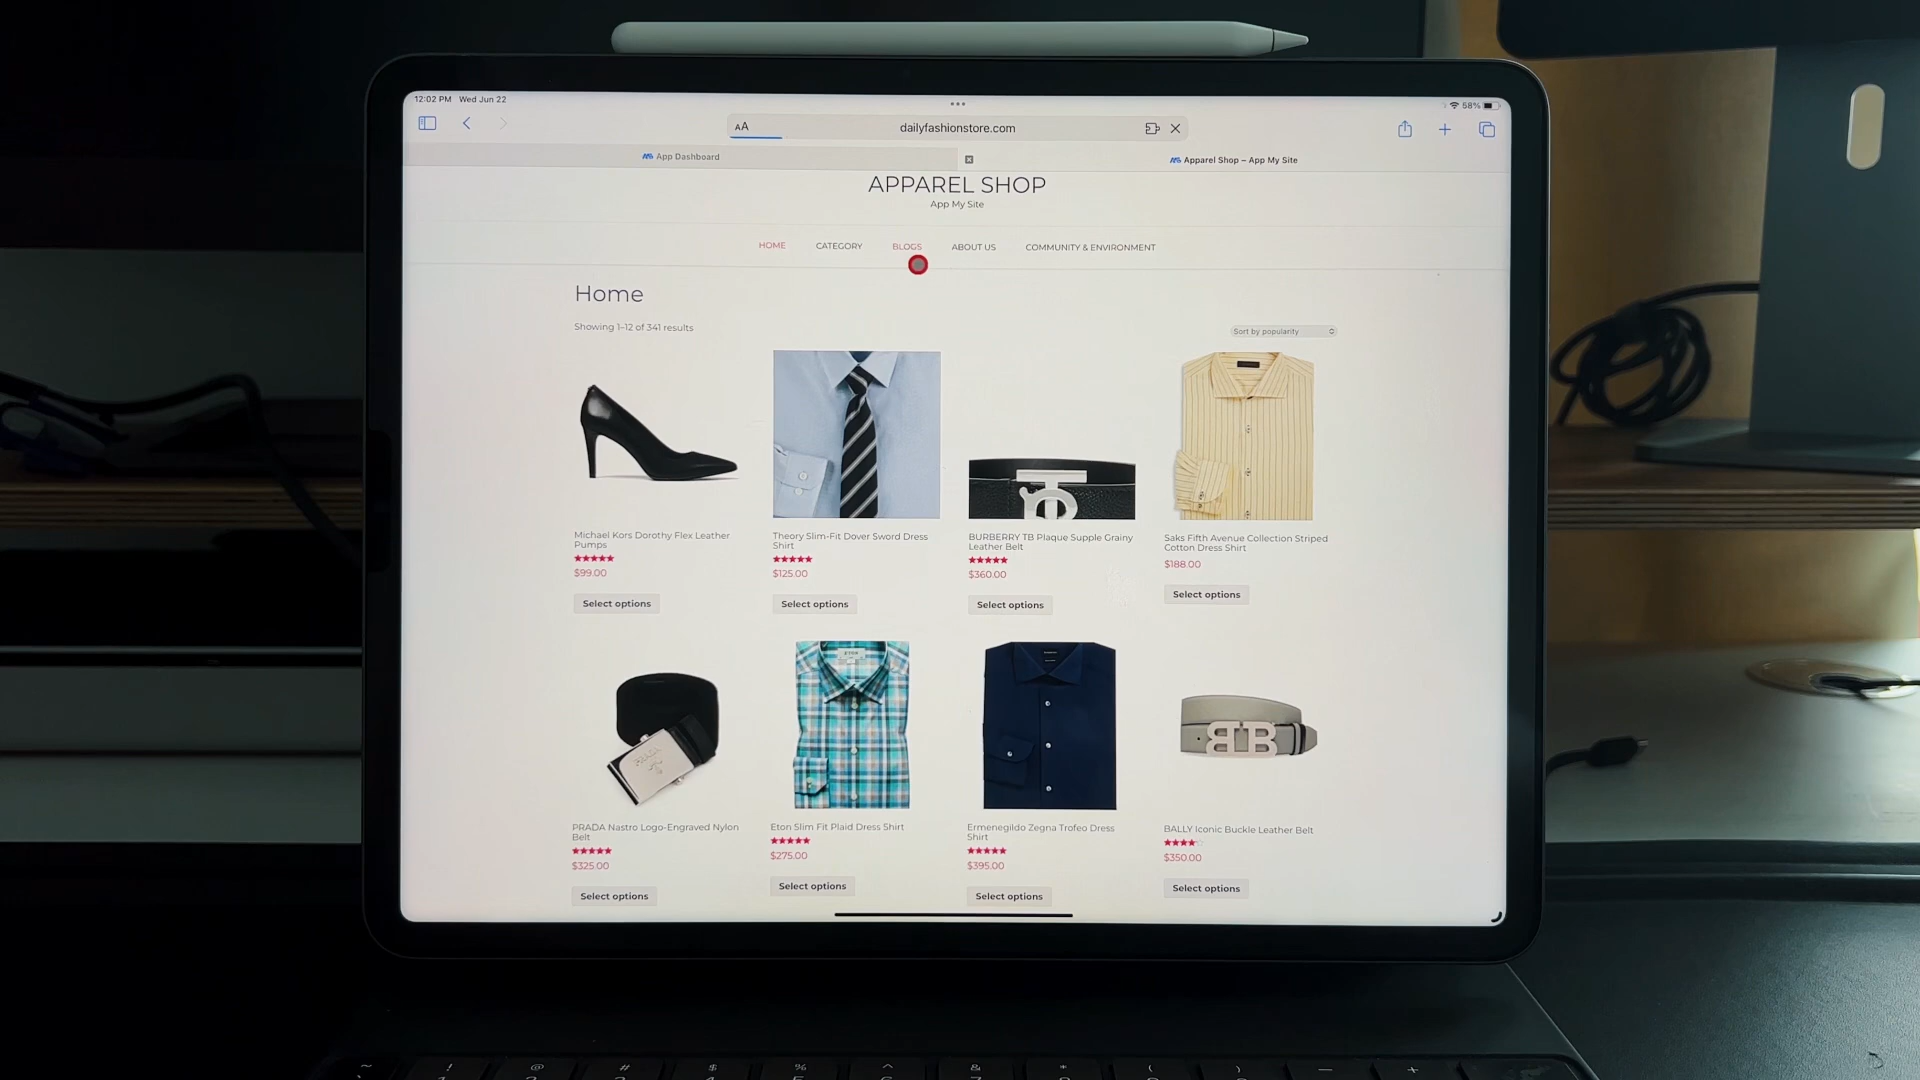 12:02 PM Wed Jun 22
58%
AA
dailyfashionstore.com
App Dashboard
Apparel Shop – App My Site
APPAREL SHOP
App My Site
HOME CATEGORY BLOGS ABOUT US COMMUNITY & ENVIRONMENT
Home
Showing 1–12 of 341 results
Sort by popularity
Michael Kors Dorothy Flex Leather
Pumps
$99.00
Select options
Theory Slim-Fit Dover Sword Dress
Shirt
$125.00
Select options
BURBERRY TB Plaque Supple Grainy
Leather Belt
$360.00
Select options
Saks Fifth Avenue Collection Striped
Cotton Dress Shirt
$188.00
Select options
PRADA
PRADA Nastro Logo-Engraved Nylon
Belt
$325.00
Select options
ETON
Eton Slim Fit Plaid Dress Shirt
$275.00
Select options
Ermenegildo Zegna Trofeo Dress
Shirt
$395.00
Select options
BALLY Iconic Buckle Leather Belt
$350.00
Select options
~ ! @ # $ % ^ & * ( ) — +